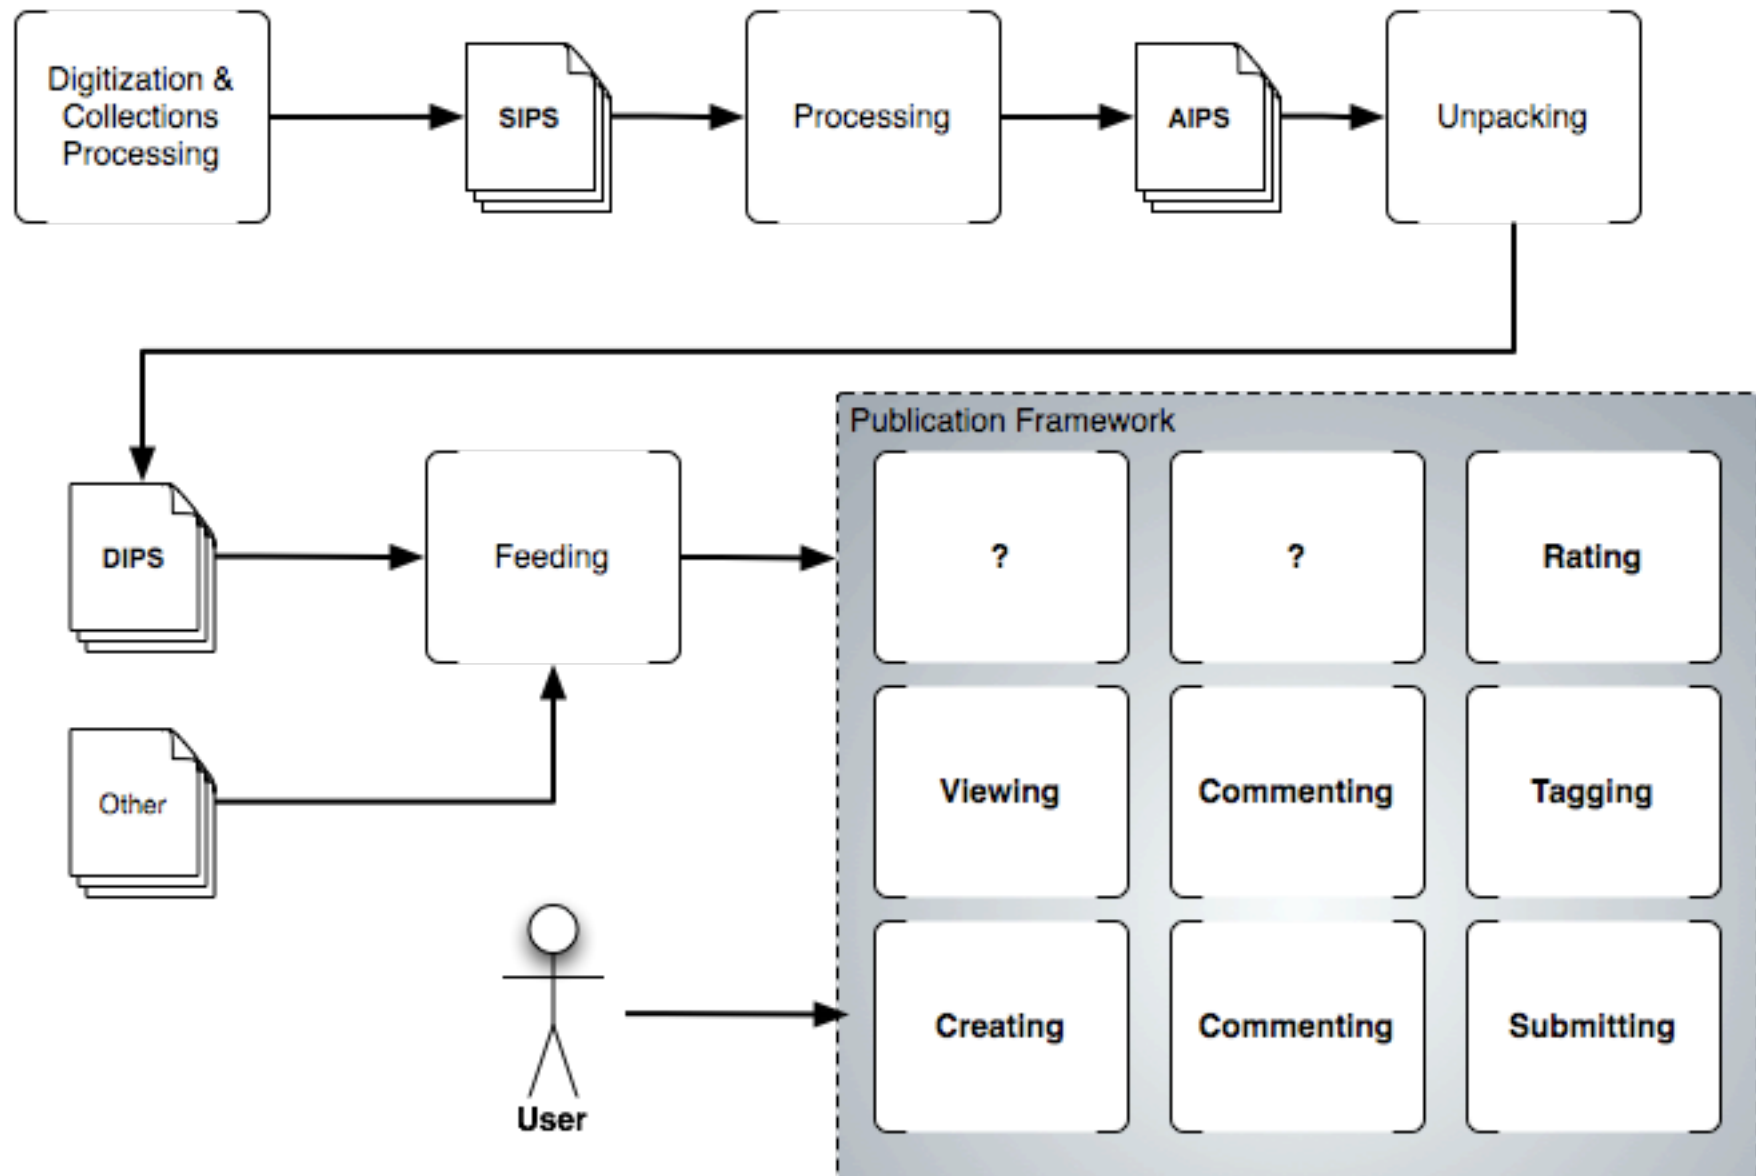 Digitization &
Collections
Processing
SIPS
Processing
AIPS
Unpacking
Publication Framework
DIPS
Feeding
?
?
Rating
Other
Viewing
Commenting
Tagging
User
Creating
Commenting
Submitting